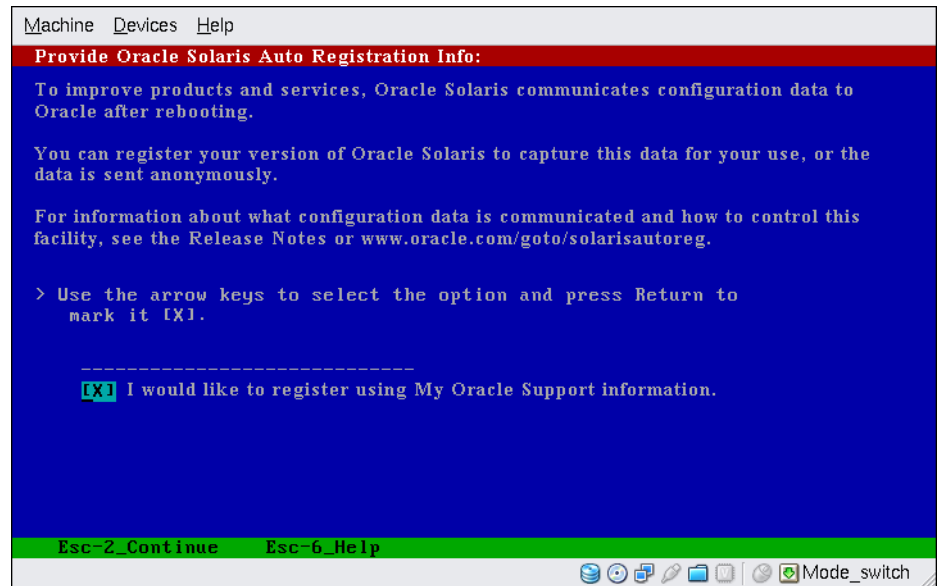 Machine Devices Help
Provide Oracle Solaris Auto Registration Info:
To improve products and services, Oracle Solaris communicates configuration data to
Oracle after rebooting.
You can register your version of Oracle Solaris to capture this data for your use, or the
data is sent anonymously.
For information about what configuration data is communicated and how to control this
facility, see the Release Notes or www.oracle.com/goto/solarisautoreg.
> Use the arrow keys to select the option and press Return to
mark it [X].
____________________________
[X] I would like to register using My Oracle Support information.
Esc-2_Continue Esc-6_Help
Mode_switch